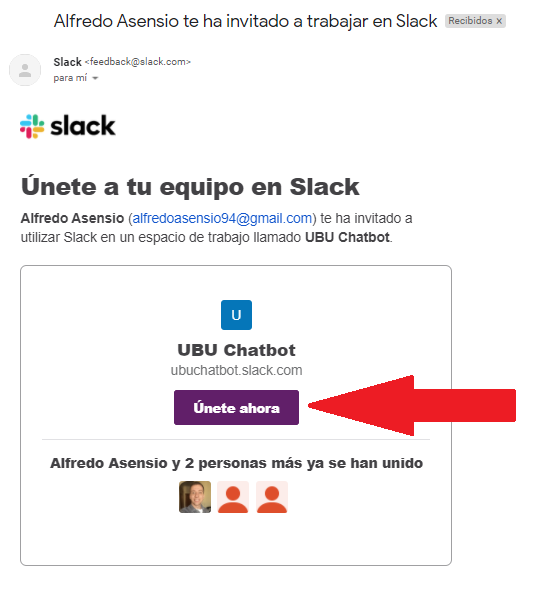 Alfredo Asensio te ha invitado a trabajar en Slack Recibidos x
Slack <feedback@slack.com>
para mí
slack
Únete a tu equipo en Slack
Alfredo Asensio (alfredoasensio94@gmail.com) te ha invitado a
utilizar Slack en un espacio de trabajo llamado UBU Chatbot.
U
UBU Chatbot
ubuchatbot.slack.com
Únete ahora
Alfredo Asensio y 2 personas más ya se han unido